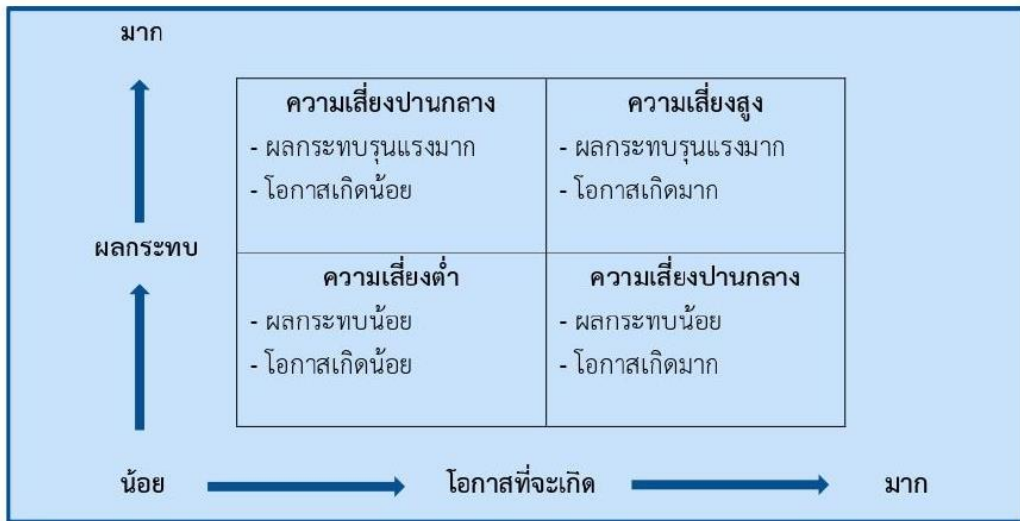 มาก
ความเสี่ยงปานกลาง
- ผลกระทบรุนแรงมาก
- โอกาสเกิดน้อย
ความเสี่ยงสูง
- ผลกระทบรุนแรงมาก
- โอกาสเกิดมาก
ผลกระทบ
ความเสี่ยงต่ำ
- ผลกระทบน้อย
- โอกาสเกิดน้อย
ความเสี่ยงปานกลาง
- ผลกระทบน้อย
- โอกาสเกิดมาก
น้อย
โอกาสที่จะเกิด
มาก